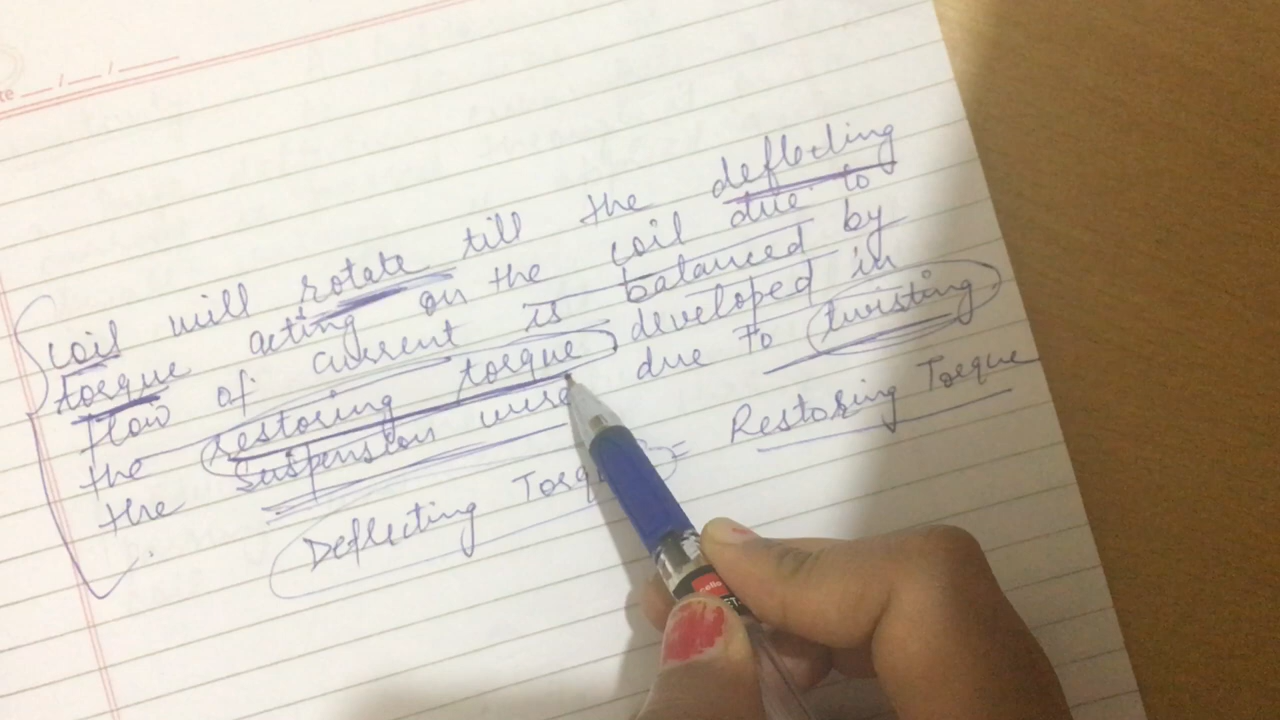 coil will rotate till the deflecting
torque acting on the coil due to
flow of current is balanced by
the restoring torque developed in
the suspension wire due to twisting
Deflecting Torque = Restoring Torque
cello